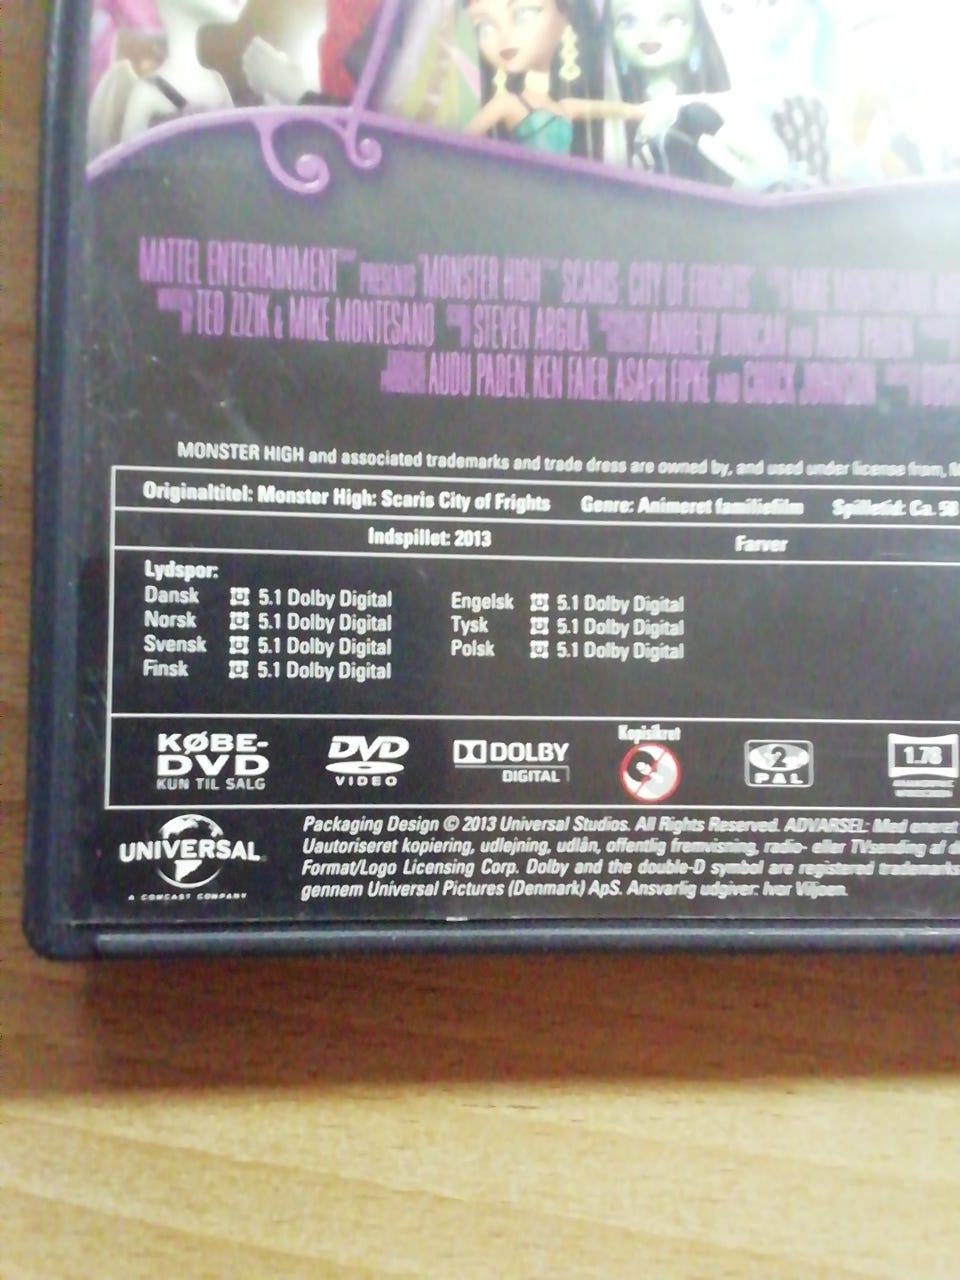 MATTEL ENTERTAINMENT™ PRESENTS "MONSTER HIGH™ SCARIS: CITY OF FRIGHTS"
TED ZIZIK & MIKE MONTESANO STEVEN ARGILA ANDREW DUNCAN AND AUDU PADEN
AUDU PADEN, KEN FAIER, ASAPH FIPKE AND CHUCK JOHNSON
MONSTER HIGH and associated trademarks and trade dress are owned by, and used under license from,
Originaltitel: Monster High: Scaris City of Frights Genre: Animeret familiefilm Spilletid: Ca. 58
Indspillet: 2013 Farver
Lydspor:
Dansk 5.1 Dolby Digital Engelsk 5.1 Dolby Digital
Norsk 5.1 Dolby Digital Tysk 5.1 Dolby Digital
Svensk 5.1 Dolby Digital Polsk 5.1 Dolby Digital
Finsk 5.1 Dolby Digital
Kopisikret
KØBE-
DVD
KUN TIL SALG
DVD
VIDEO
DOLBY
DIGITAL
2
PAL
1.78
UNIVERSAL
A COMCAST COMPANY
Packaging Design © 2013 Universal Studios. All Rights Reserved. ADVARSEL: Med eneret
Uautoriseret kopiering, udlejning, udlån, offentlig fremvisning, radio- eller TVsending af
Format/Logo Licensing Corp. Dolby and the double-D symbol are registered trademarks
gennem Universal Pictures (Denmark) ApS. Ansvarlig udgiver: Ivar Viljoen.